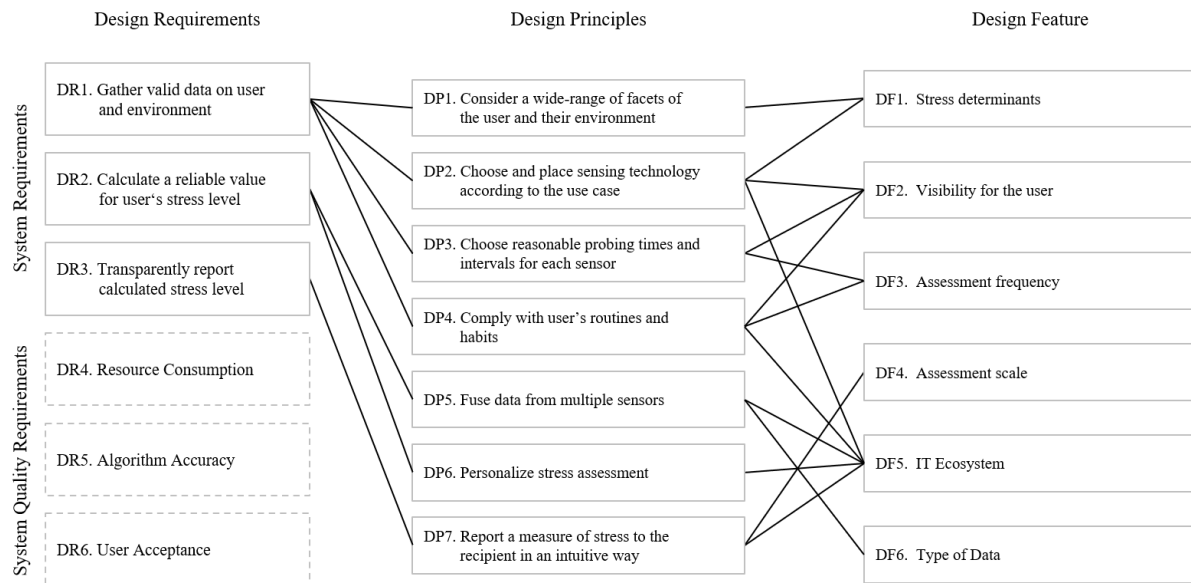 Design Requirements
Design Principles
Design Feature
System Requirements
System Quality Requirements
DR1. Gather valid data on user
and environment
DR2. Calculate a reliable value
for user‘s stress level
DR3. Transparently report
calculated stress level
DR4. Resource Consumption
DR5. Algorithm Accuracy
DR6. User Acceptance
DP1. Consider a wide-range of facets of
the user and their environment
DP2. Choose and place sensing technology
according to the use case
DP3. Choose reasonable probing times and
intervals for each sensor
DP4. Comply with user’s routines and
habits
DP5. Fuse data from multiple sensors
DP6. Personalize stress assessment
DP7. Report a measure of stress to the
recipient in an intuitive way
DF1. Stress determinants
DF2. Visibility for the user
DF3. Assessment frequency
DF4. Assessment scale
DF5. IT Ecosystem
DF6. Type of Data